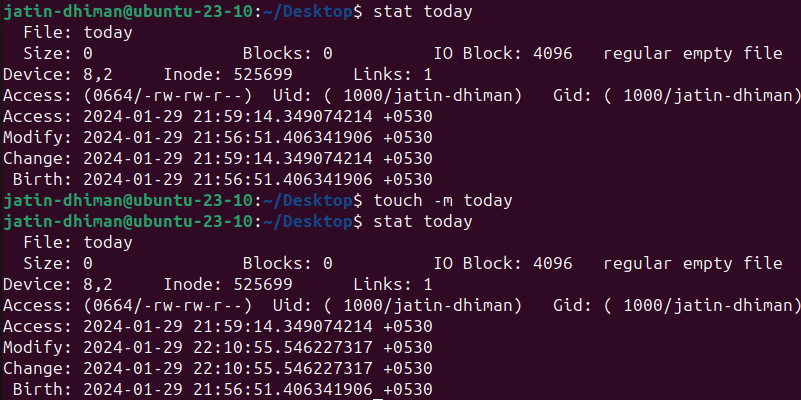 jatin-dhiman@ubuntu-23-10:~/Desktop$ stat today
  File: today
  Size: 0               Blocks: 0          IO Block: 4096   regular empty file
Device: 8,2     Inode: 525699      Links: 1
Access: (0664/-rw-rw-r--)  Uid: ( 1000/jatin-dhiman)   Gid: ( 1000/jatin-dhiman)
Access: 2024-01-29 21:59:14.349074214 +0530
Modify: 2024-01-29 21:56:51.406341906 +0530
Change: 2024-01-29 21:59:14.349074214 +0530
 Birth: 2024-01-29 21:56:51.406341906 +0530
jatin-dhiman@ubuntu-23-10:~/Desktop$ touch -m today
jatin-dhiman@ubuntu-23-10:~/Desktop$ stat today
  File: today
  Size: 0               Blocks: 0          IO Block: 4096   regular empty file
Device: 8,2     Inode: 525699      Links: 1
Access: (0664/-rw-rw-r--)  Uid: ( 1000/jatin-dhiman)   Gid: ( 1000/jatin-dhiman)
Access: 2024-01-29 21:59:14.349074214 +0530
Modify: 2024-01-29 22:10:55.546227317 +0530
Change: 2024-01-29 22:10:55.546227317 +0530
 Birth: 2024-01-29 21:56:51.406341906 +0530